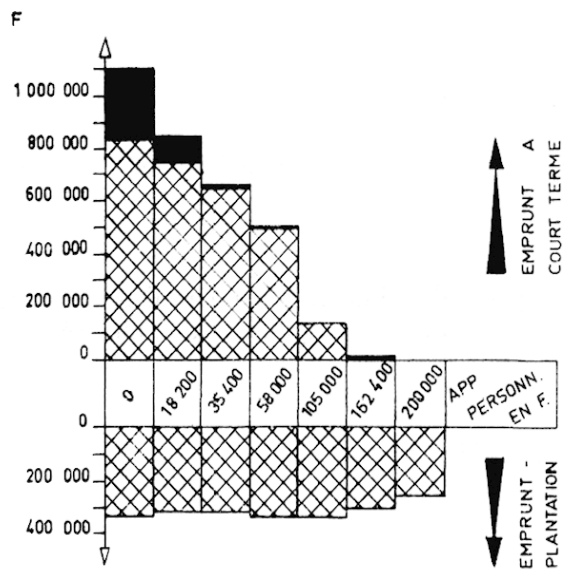 F
1 000 000
800 000
600 000
400 000
200 000
0
EMPRUNT A
COURT TERME
0
18 200
35 400
58 000
105 000
152 400
200 000
APP
PERSONN.
EN F.
0
200 000
400 000
EMPRUNT -
PLANTATION